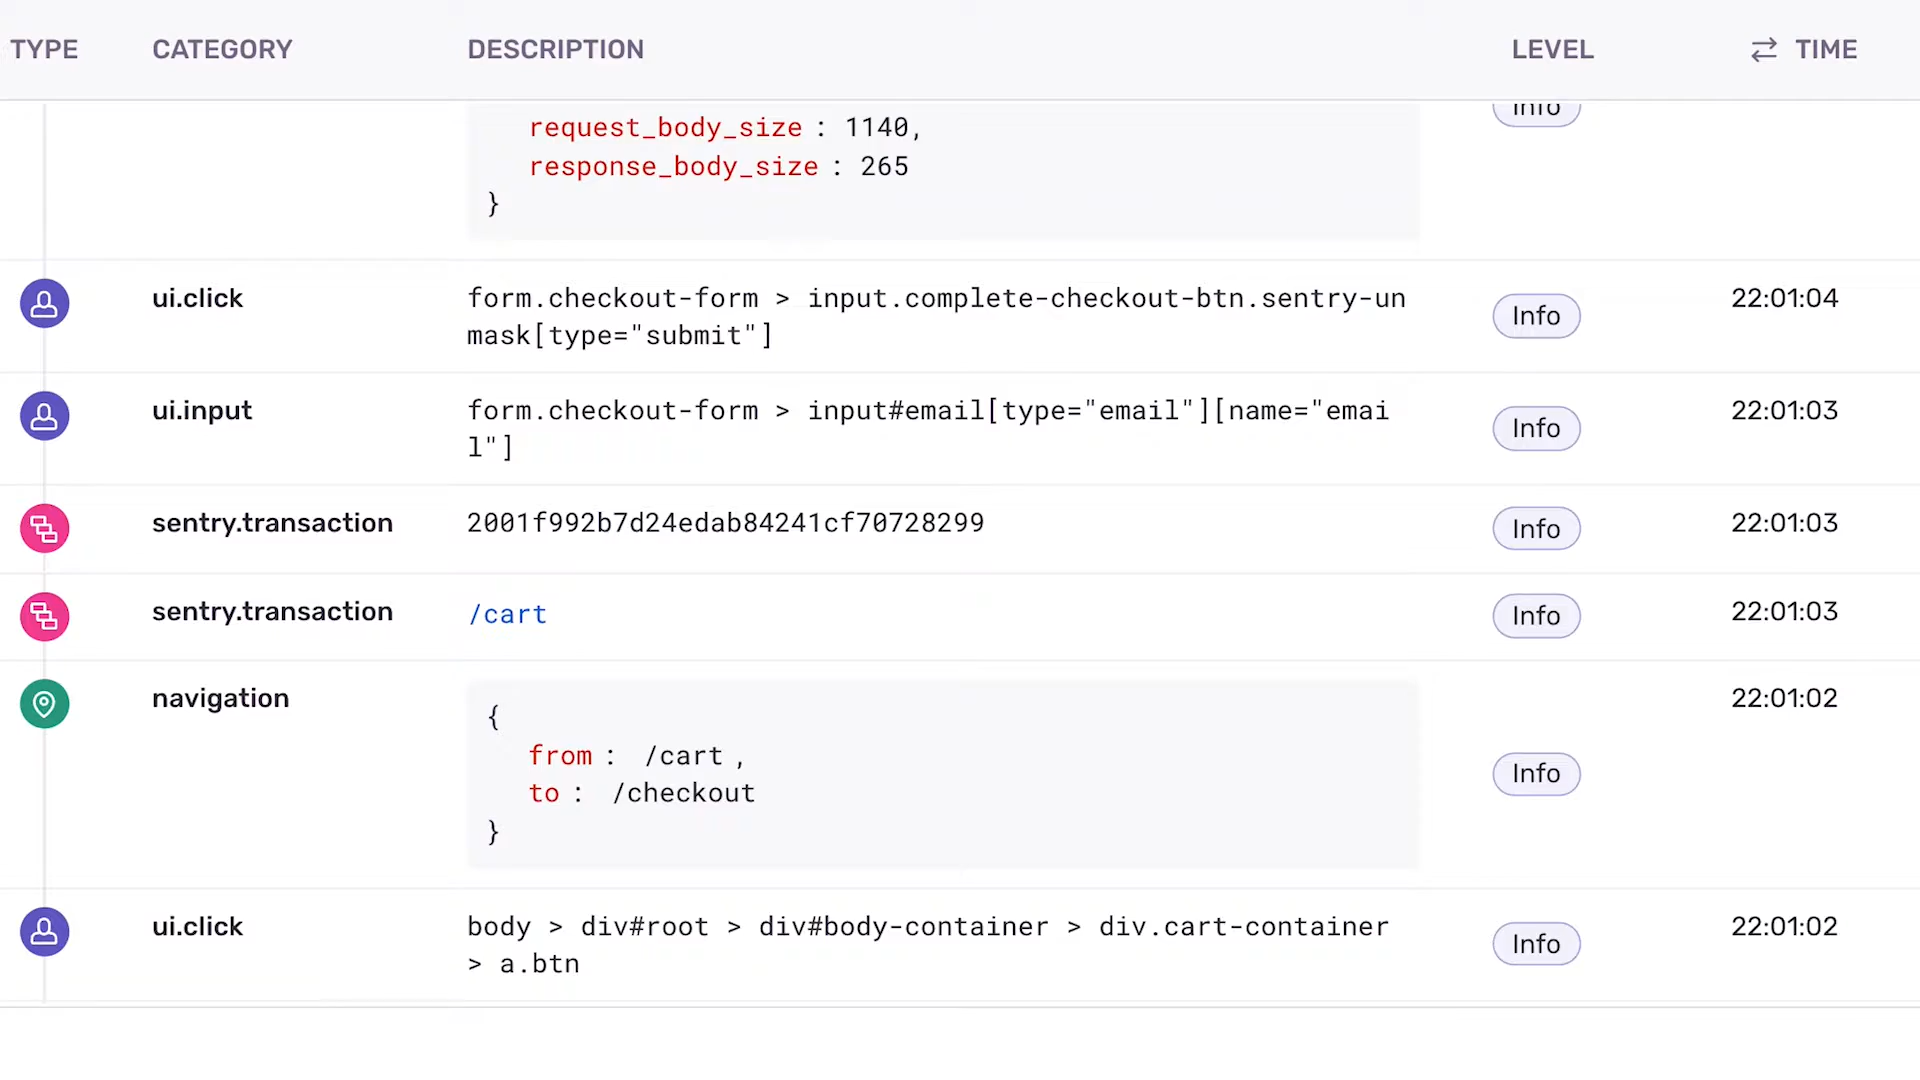 TYPE CATEGORY DESCRIPTION LEVEL TIME
request_body_size : 1140,
response_body_size : 265
}
Info
ui.click form.checkout-form > input.complete-checkout-btn.sentry-un
mask[type="submit"] Info 22:01:04
ui.input form.checkout-form > input#email[type="email"][name="emai
l"] Info 22:01:03
sentry.transaction 2001f992b7d24edab84241cf70728299 Info 22:01:03
sentry.transaction /cart Info 22:01:03
navigation 22:01:02
{
from : /cart ,
to : /checkout
}
Info
ui.click body > div#root > div#body-container > div.cart-container
> a.btn Info 22:01:02